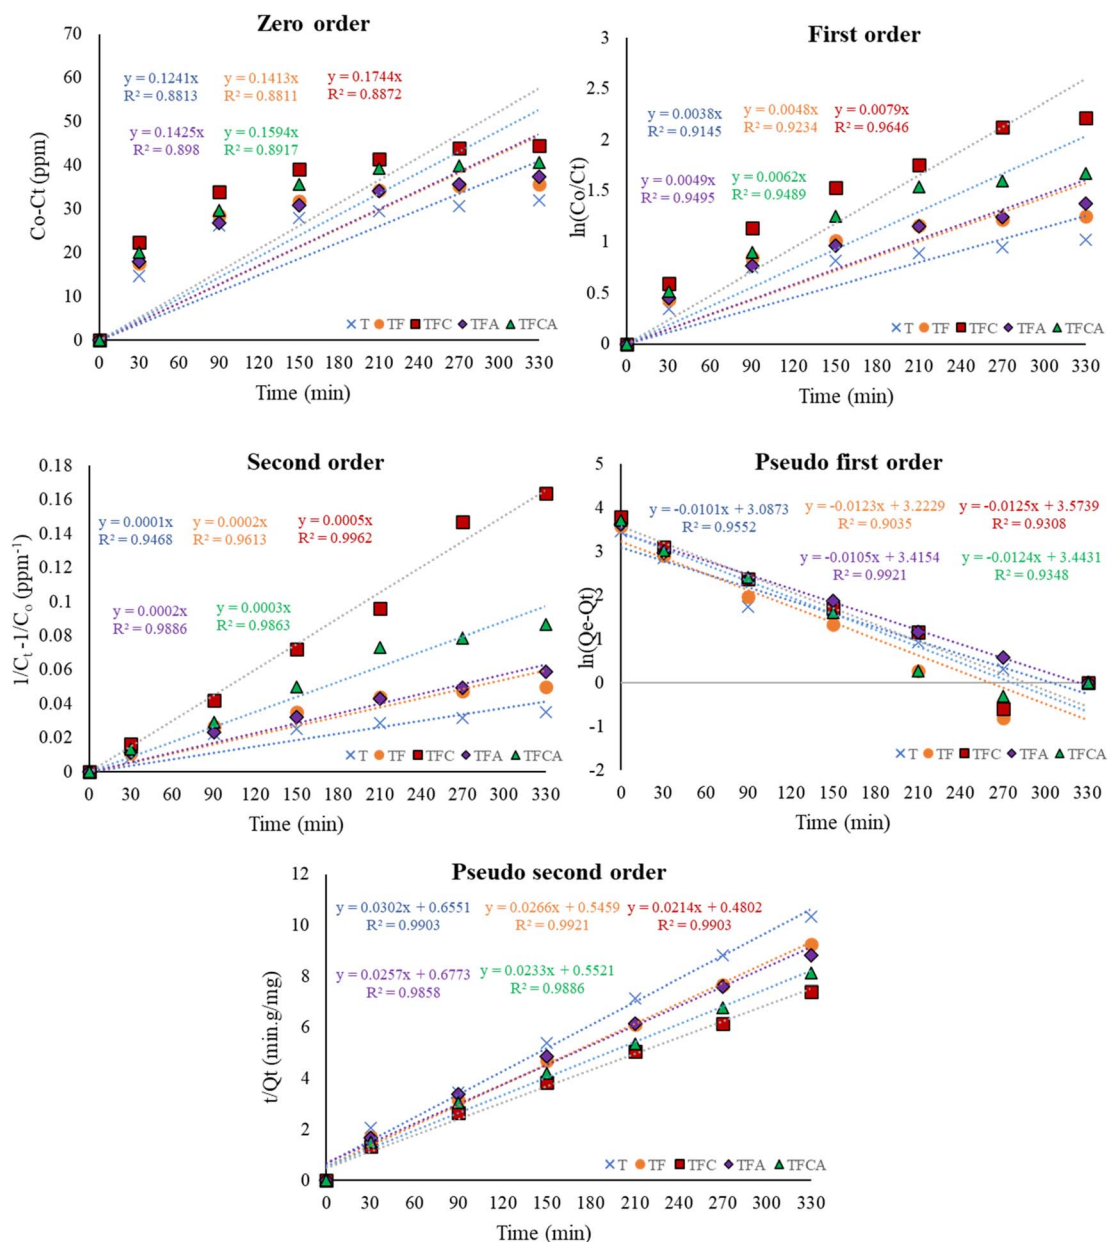 Zero order
Co-Ct (ppm)
70
60
50
40
30
20
10
0
y = 0.1241x
R² = 0.8813
y = 0.1413x
R² = 0.8811
y = 0.1744x
R² = 0.8872
y = 0.1425x
R² = 0.898
y = 0.1594x
R² = 0.8917
T TF TFC TFA TFCA
0 30 60 90 120 150 180 210 240 270 300 330
Time (min)
First order
ln(Co/Ct)
3
2.5
2
1.5
1
0.5
0
y = 0.0038x
R² = 0.9145
y = 0.0048x
R² = 0.9234
y = 0.0079x
R² = 0.9646
y = 0.0049x
R² = 0.9495
y = 0.0062x
R² = 0.9489
T TF TFC TFA TFCA
0 30 60 90 120 150 180 210 240 270 300 330
Time (min)
Second order
1/Cₜ -1/Cₒ (ppm⁻¹)
0.18
0.16
0.14
0.12
0.1
0.08
0.06
0.04
0.02
0
y = 0.0001x
R² = 0.9468
y = 0.0002x
R² = 0.9613
y = 0.0005x
R² = 0.9962
y = 0.0002x
R² = 0.9886
y = 0.0003x
R² = 0.9863
T TF TFC TFA TFCA
0 30 60 90 120 150 180 210 240 270 300 330
Time (min)
Pseudo first order
ln(Qe-Qt)
5
4
3
2
1
0
-1
-2
y = -0.0101x + 3.0873
R² = 0.9552
y = -0.0123x + 3.2229
R² = 0.9035
y = -0.0125x + 3.5739
R² = 0.9308
y = -0.0105x + 3.4154
R² = 0.9921
y = -0.0124x + 3.4431
R² = 0.9348
T TF TFC TFA TFCA
0 30 60 90 120 150 180 210 240 270 300 330
Time (min)
Pseudo second order
t/Qt (min.g/mg)
12
10
8
6
4
2
0
y = 0.0302x + 0.6551
R² = 0.9903
y = 0.0266x + 0.5459
R² = 0.9921
y = 0.0214x + 0.4802
R² = 0.9903
y = 0.0257x + 0.6773
R² = 0.9858
y = 0.0233x + 0.5521
R² = 0.9886
T TF TFC TFA TFCA
0 30 60 90 120 150 180 210 240 270 300 330
Time (min)